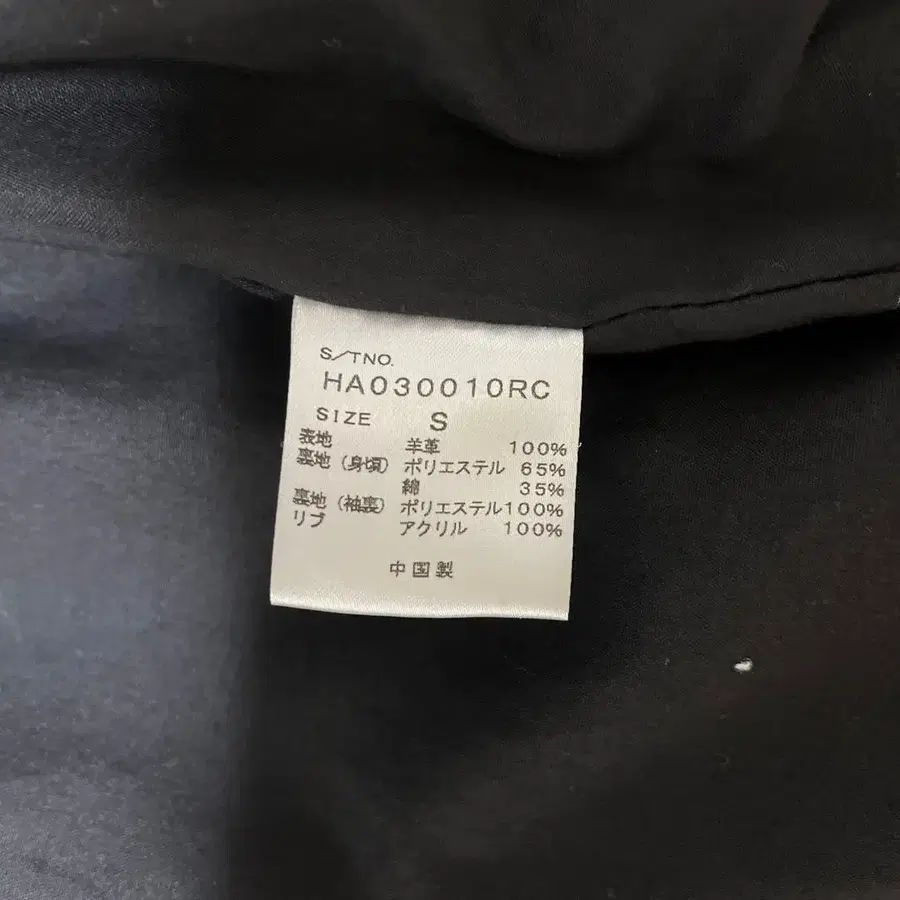 S/TNO.
HA030010RC
SIZE S
表地 羊革 100%
裏地(身頃) ポリエステル 65%
綿 35%
裏地(袖裏) ポリエステル100%
リブ アクリル 100%
中国製